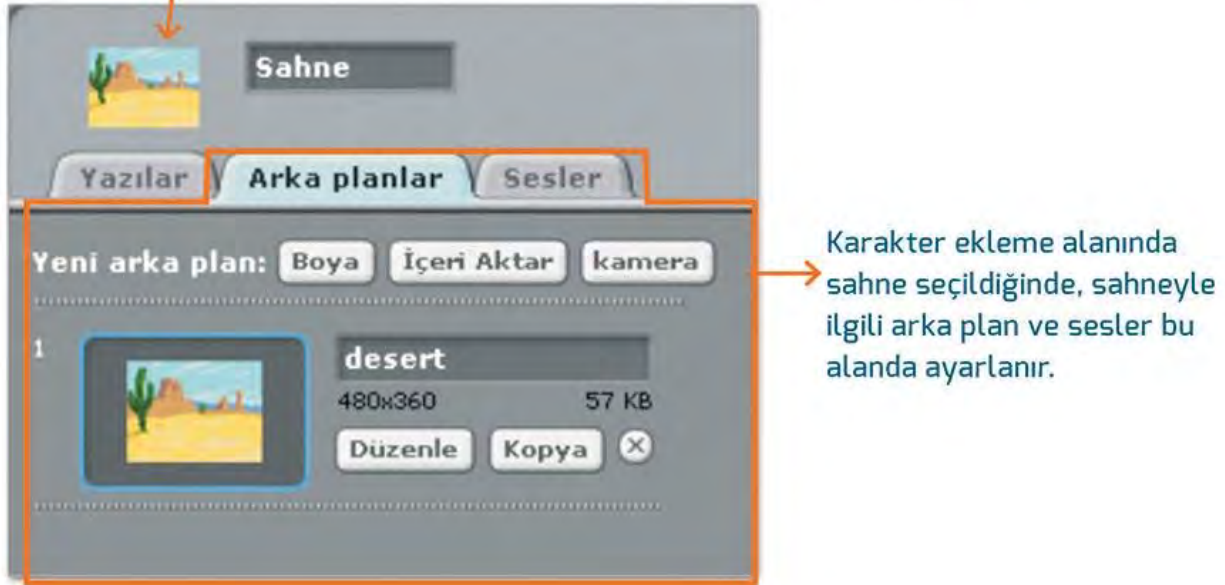 Sahne
Yazılar Arka planlar Sesler
Yeni arka plan: Boya İçeri Aktar kamera
1
desert
480x360 57 KB
Düzenle Kopya
Karakter ekleme alanında
sahne seçildiğinde, sahneyle
ilgili arka plan ve sesler bu
alanda ayarlanır.